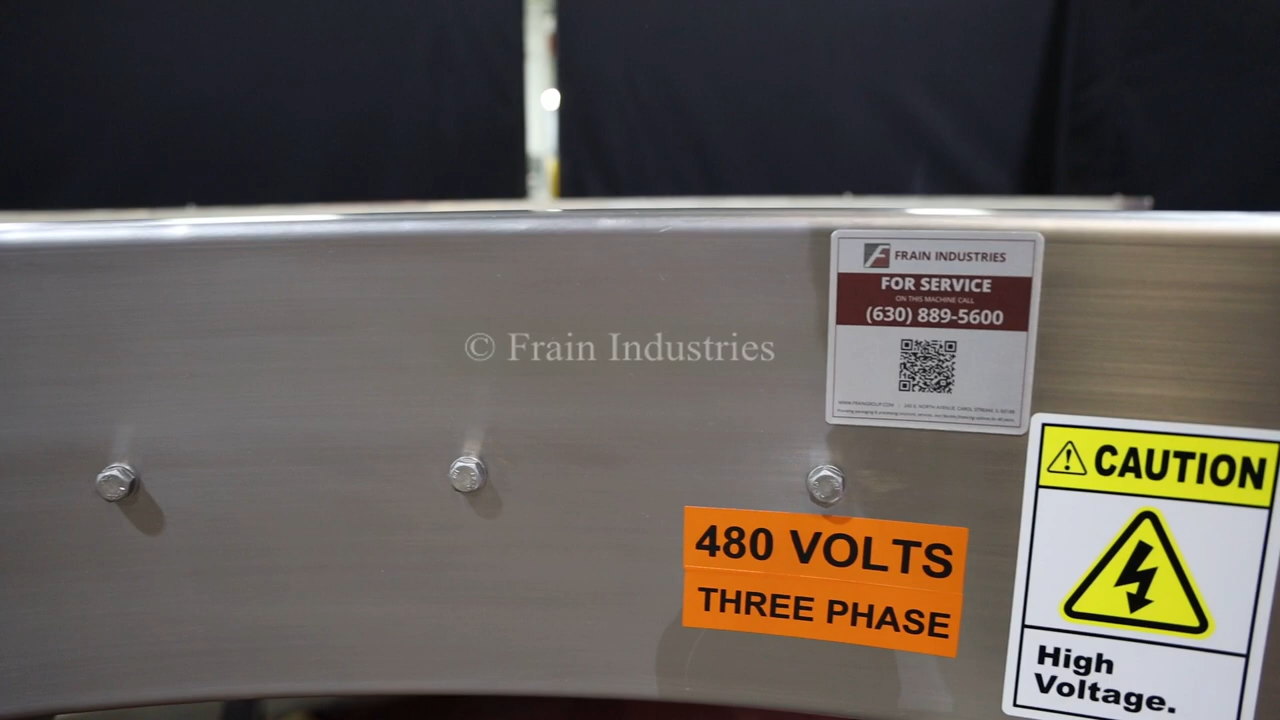 FRAIN INDUSTRIES
FOR SERVICE
ON THIS MACHINE CALL
(630) 889-5600
© Frain Industries
480 VOLTS
THREE PHASE
CAUTION
High
Voltage.